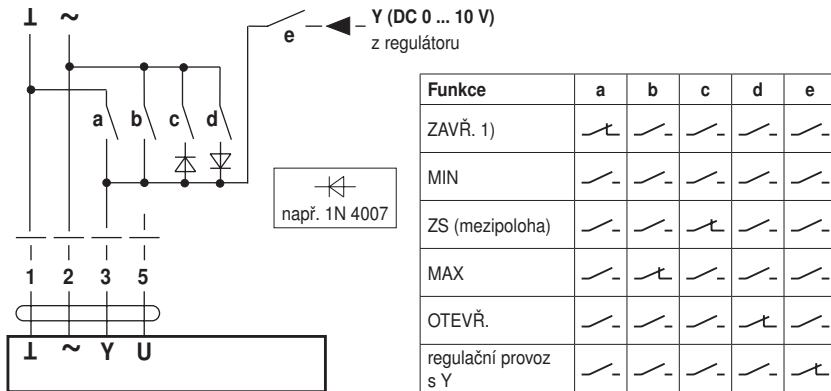 ⊥ ~
Y (DC 0 ... 10 V)
z regulátoru
e
a b c d
např. 1N 4007
1 2 3 5
⊥ ~ Y U
Funkce a b c d e
ZAVŘ. 1)
MIN
ZS (mezipoloha)
MAX
OTEVŘ.
regulační provoz
s Y